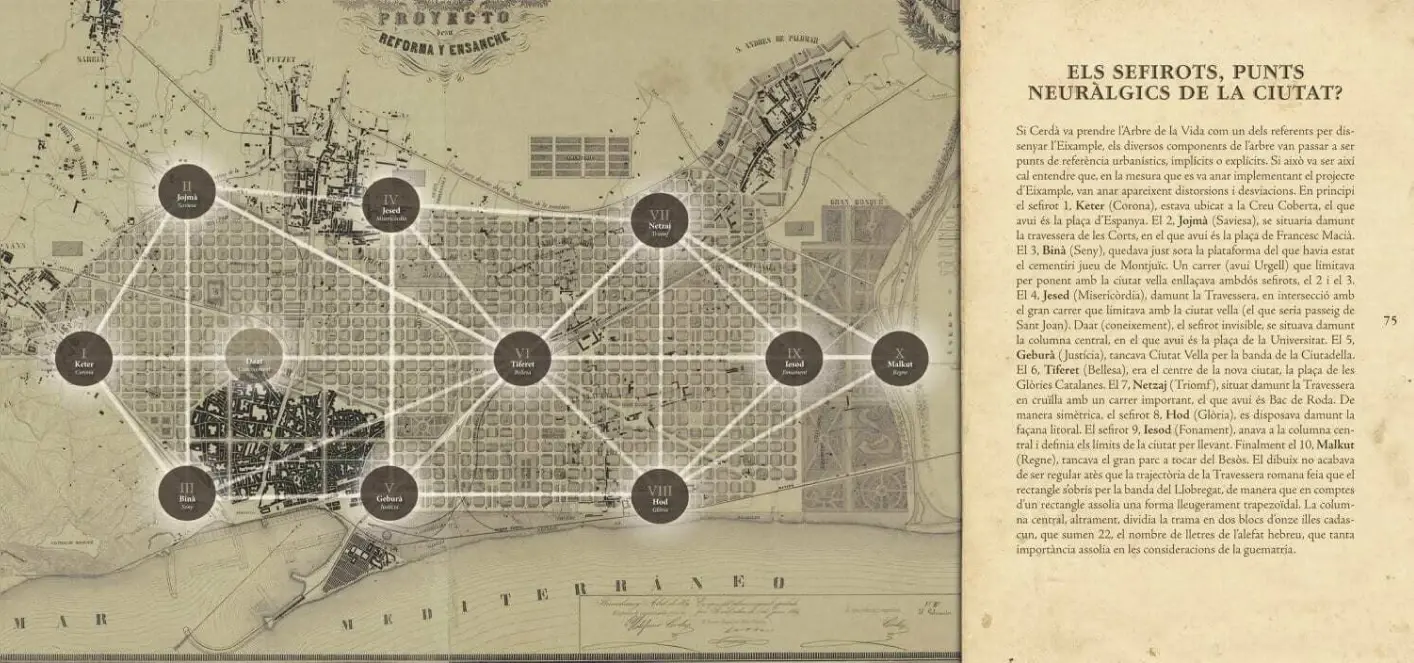 PROYECTO
REFORMA Y ENSANCHE
S. ANDRES DE PALOMAR
SARRIA
PUTZET
II
Jojmà
Saviesa
IV
Jesed
Misericòrdia
VII
Netzaj
Triomf
I
Keter
Corona
Daat
VI
Tiferet
Bellesa
IX
Iesod
Fonament
X
Malkut
Regne
III
Binà
Seny
V
Geburà
Justícia
VIII
Hod
Glòria
MAR MEDITERRÁNEO
ELS SEFIROTS, PUNTS
NEURÀLGICS DE LA CIUTAT?
Si Cerdà va prendre l'Arbre de la Vida com un dels referents per dis-
senyar l'Eixample, els diversos components de l'arbre van passar a ser
punts de referència urbanístics, implícits o explícits. Si això va ser així
cal entendre que, en la mesura que es va anar implementant el projecte
d'Eixample, van anar apareixent distorsions i desviacions. En principi
el sefirot 1, Keter (Corona), estava ubicat a la Creu Coberta, el que
avui és la plaça d'Espanya. El 2, Jojmà (Saviesa), se situaria damunt
la travessera de les Corts, en el que avui és la plaça de Francesc Macià.
El 3, Binà (Seny), quedava just sota la plataforma del que havia estat
el cementiri jueu de Montjuïc. Un carrer (avui Urgell) que limitava
per ponent amb la ciutat vella enllaçava ambdós sefirots, el 2 i el 3.
El 4, Jesed (Misericòrdia), damunt la Travessera, en intersecció amb
el gran carrer que limitava amb la ciutat vella (el que seria passeig de
Sant Joan). Daat (coneixement), el sefirot invisible, se situava damunt
la columna central, en el que avui és la plaça de la Universitat. El 5,
Geburà (Justícia), tancava Ciutat Vella per la banda de la Ciutadella.
El 6, Tiferet (Bellesa), era el centre de la nova ciutat, la plaça de les
Glòries Catalanes. El 7, Netzaj (Triomf), situat damunt la Travessera
en cruïlla amb un carrer important, el que avui és Bac de Roda. De
manera simètrica, el sefirot 8, Hod (Glòria), es disposava damunt la
façana litoral. El sefirot 9, Iesod (Fonament), anava a la columna cen-
tral i definia els límits de la ciutat per llevant. Finalment el 10, Malkut
(Regne), tancava el gran parc a tocar del Besòs. El dibuix no acabava
de ser regular atès que la trajectòria de la Travessera romana feia que el
rectangle s'obrís per la banda del Llobregat, de manera que en comptes
d'un rectangle assolia una forma lleugerament trapezoïdal. La colum-
na central, altrament, dividia la trama en dos blocs d'onze illes cadas-
cun, que sumen 22, el nombre de lletres de l'alefat hebreu, que tanta
importància assolia en les consideracions de la guematria.
75